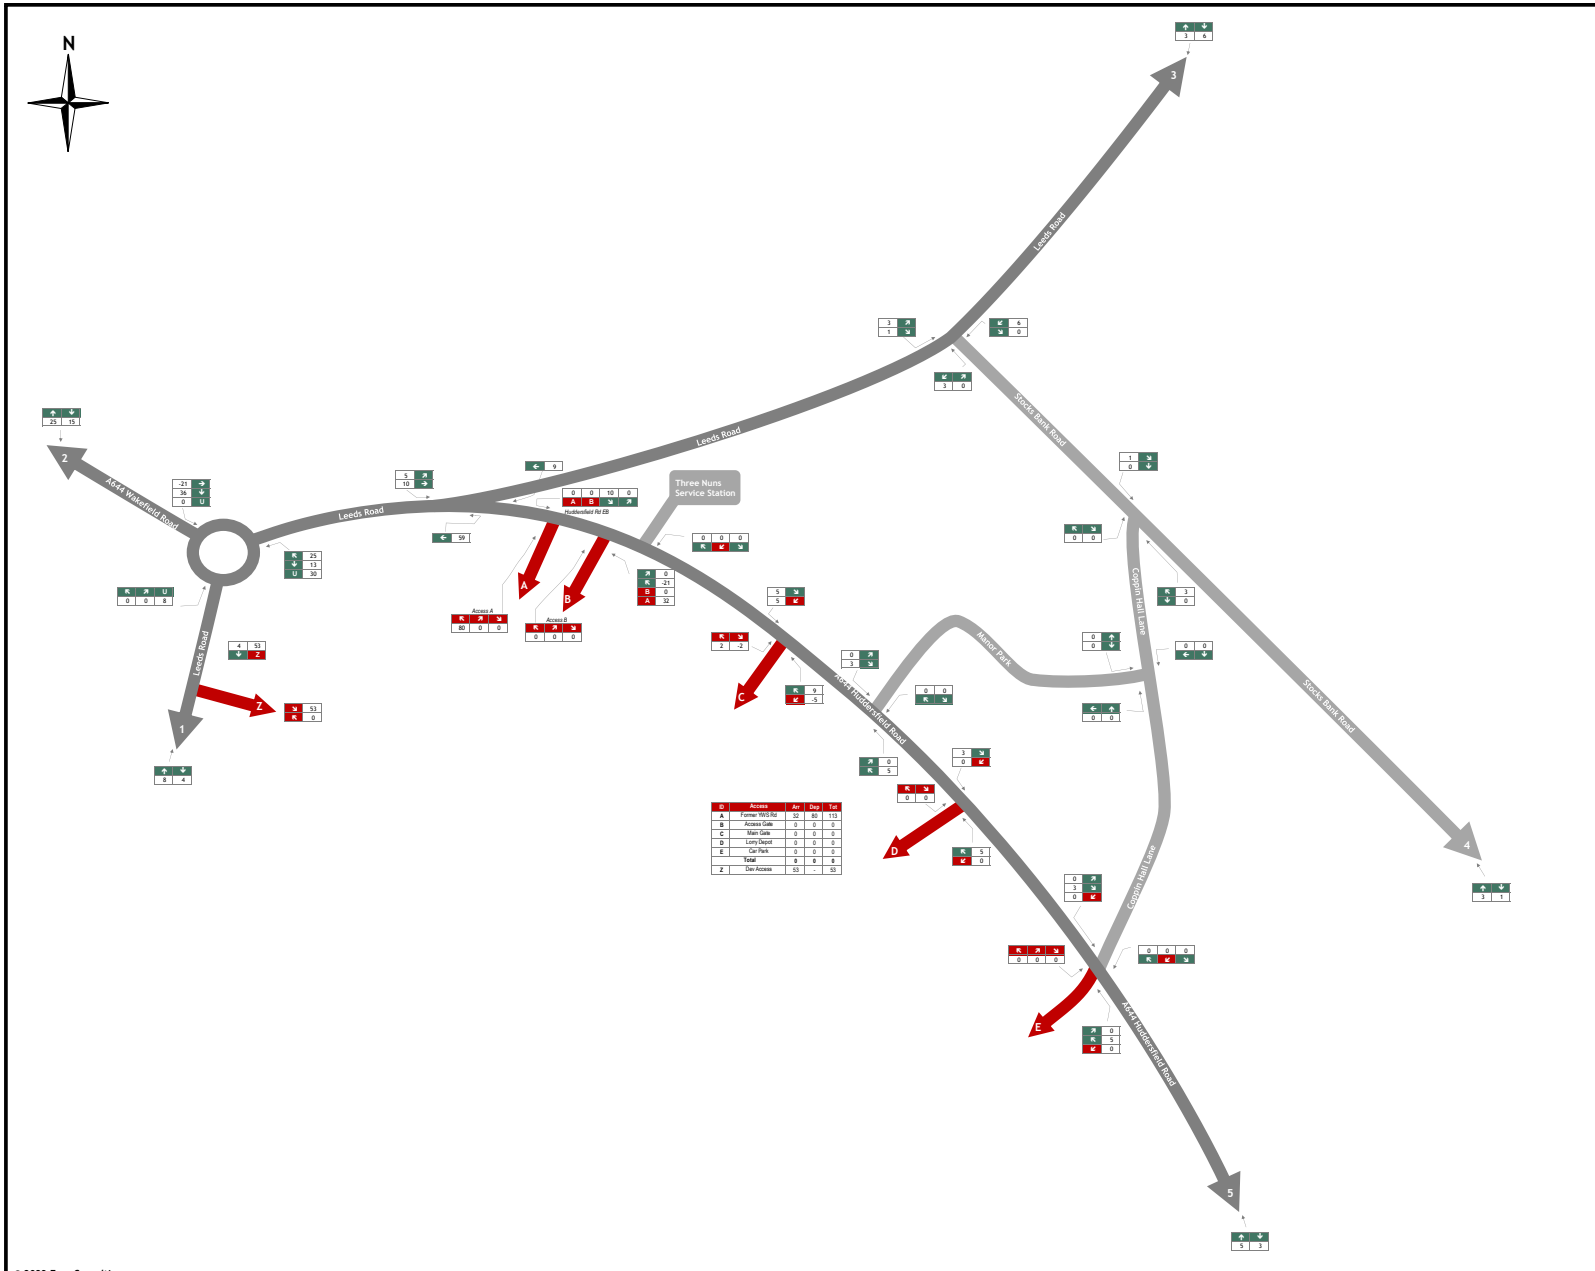 ↑ ↓
3 6
N
3
Leeds Road
3 ↗
1 ↘
↙ 6
↘ 0
↙ ↗
3 0
Stocks Bank Road
↑ ↓
25 15
2
A644 Wakefield Road
-21 →
36 ↓
0 U
5 ↗
10 →
Leeds Road
← 9
Leeds Road
Three Nuns
Service Station
0 0 10 0
A B ↘ ↗
Huddersfield Rd EB
1 ↘
0 ↓
← 59
↖ ↘
0 0
0 0 0
↖ ↙ ↘
↖ 25
↓ 13
U 30
↖ ↗ U
0 0 8
A
B
↗ 0
↖ -21
B 0
A 32
5 ↘
5 ↙
Coppin Hall Lane
↖ 3
↓ 0
Access A
↖ ↗ ↘
80 0 0
Access B
↖ ↗ ↘
0 0 0
Leeds Road
4 53
↓ Z
↖ ↘
2 -2
Manor Park
0 ↑
0 ↓
0 0
← ↓
0 ↗
3 ↘
Z
↘ 53
↖ 0
C
↖ 9
↙ -5
A644 Huddersfield Road
0 0
↖ ↘
← ↑
0 0
Stocks Bank Road
1
↑ ↓
8 4
↗ 0
↖ 5
3 ↘
0 ↙
↖ ↘
0 0
ID Access Arr Dep Tot
A Former YWS Rd 32 80 113
B Access Gate 0 0 0
C Main Gate 0 0 0
D Lorry Depot 0 0 0
E Car Park 0 0 0
Total 0 0 0
Z Dev Access 53 - 53
D
↖ 5
↙ 0
4
↑ ↓
3 1
0 ↗
3 ↘
0 ↙
Coppin Hall Lane
↖ ↗ ↘
0 0 0
0 0 0
↖ ↙ ↘
E
↗ 0
↖ 5
↙ 0
A644 Huddersfield Road
5
↑ ↓
5 3